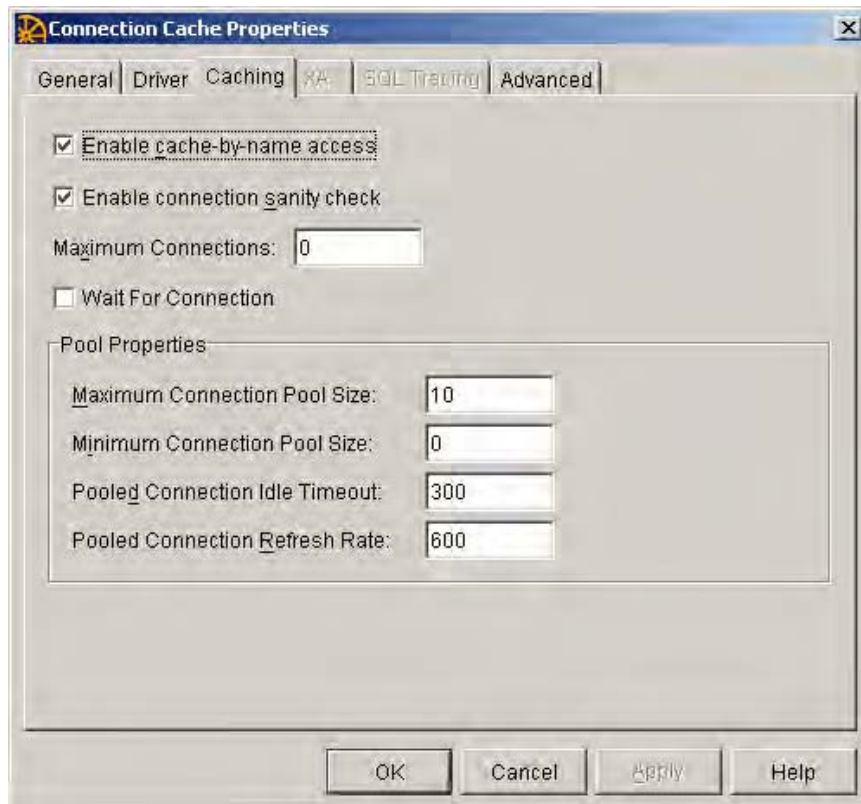 Connection Cache Properties
General Driver Caching XA SQL Tracing Advanced
Enable cache-by-name access
Enable connection sanity check
Maximum Connections: 0
Wait For Connection
Pool Properties
Maximum Connection Pool Size: 10
Minimum Connection Pool Size: 0
Pooled Connection Idle Timeout: 300
Pooled Connection Refresh Rate: 600
OK Cancel Apply Help